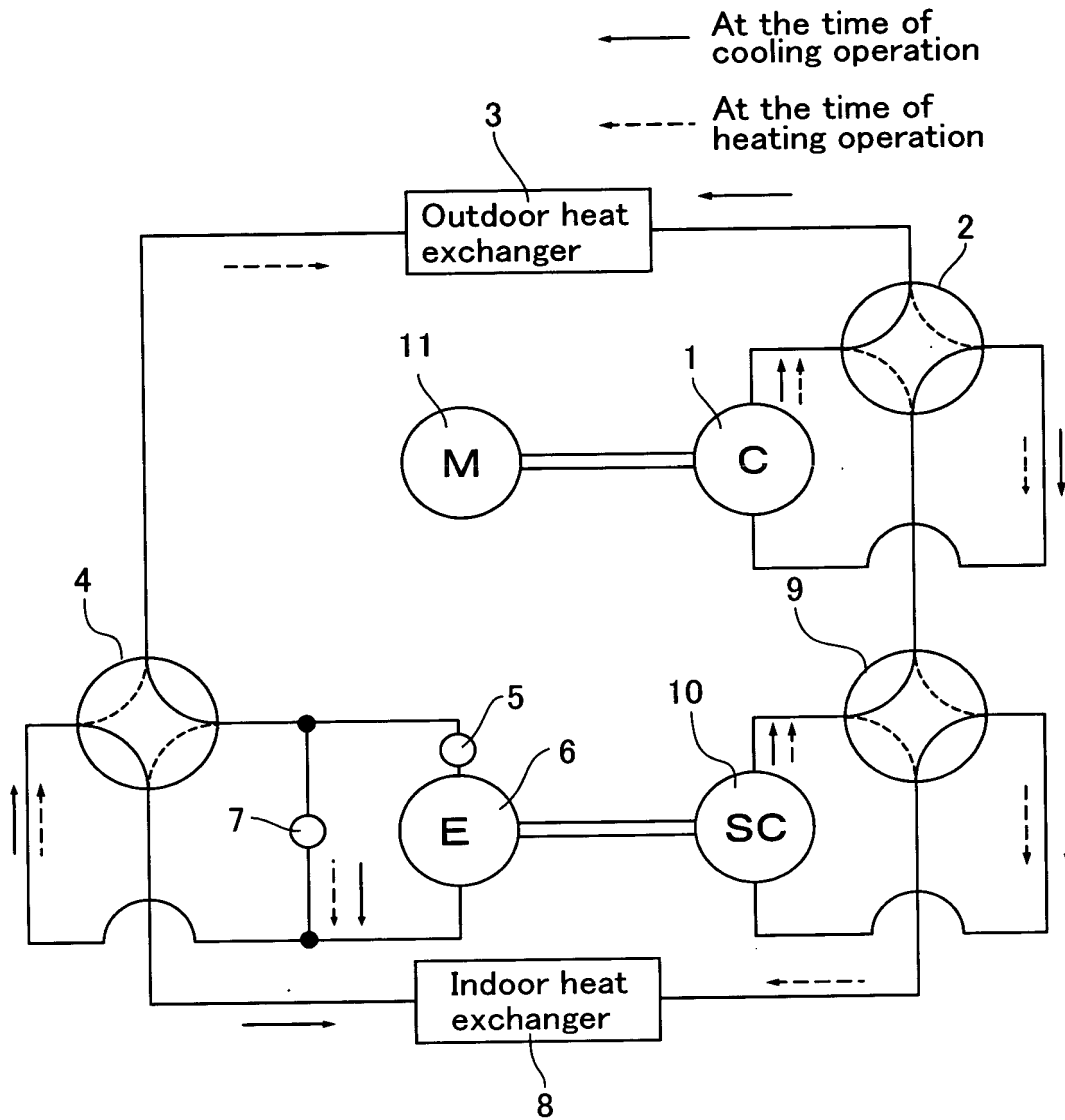 At the time of
cooling operation
At the time of
heating operation
3
Outdoor heat
exchanger
2
11
1
M
C
4
9
5
10
6
7
E
SC
Indoor heat
exchanger
8